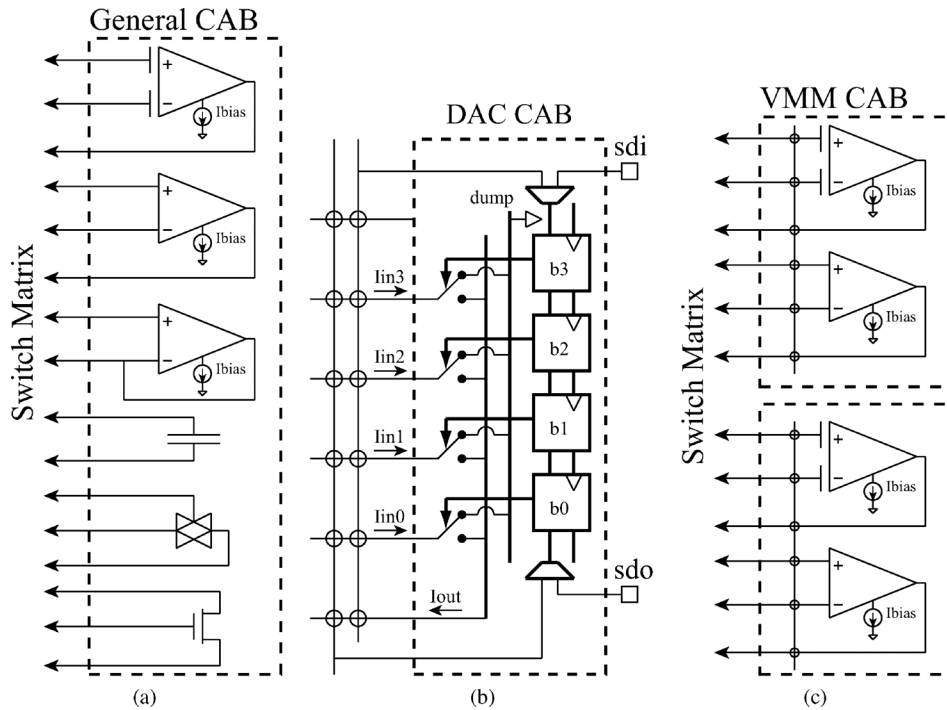 General CAB
Switch Matrix
+
−
Ibias
+
−
Ibias
+
−
Ibias
(a)
DAC CAB
sdi
dump
b3
Iin3
b2
Iin2
b1
Iin1
b0
Iin0
sdo
Iout
(b)
VMM CAB
Switch Matrix
+
−
Ibias
+
−
Ibias
+
−
Ibias
+
−
Ibias
(c)